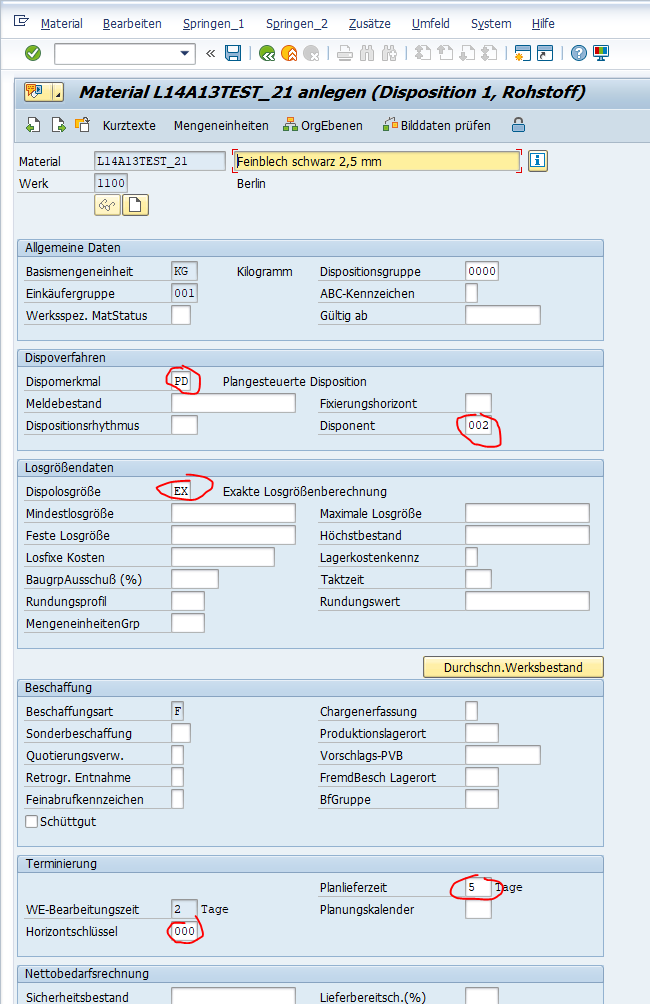 Material Bearbeiten Springen_1 Springen_2 Zusätze Umfeld System Hilfe
Material L14A13TEST_21 anlegen (Disposition 1, Rohstoff)
Kurztexte Mengeneinheiten OrgEbenen Bilddaten prüfen
Material L14A13TEST_21 Feinblech schwarz 2,5 mm
Werk 1100 Berlin
Allgemeine Daten
Basismengeneinheit KG Kilogramm Dispositionsgruppe 0000
Einkäufergruppe 001 ABC-Kennzeichen
Werksspez. MatStatus Gültig ab
Dispoverfahren
Dispomerkmal PD Plangesteuerte Disposition
Meldebestand Fixierungshorizont
Dispositionsrhythmus Disponent 002
Losgrößendaten
Dispolosgröße EX Exakte Losgrößenberechnung
Mindestlosgröße Maximale Losgröße
Feste Losgröße Höchstbestand
Losfixe Kosten Lagerkostenkennz
BaugrpAusschuß (%) Taktzeit
Rundungsprofil Rundungswert
MengeneinheitenGrp
Durchschn.Werksbestand
Beschaffung
Beschaffungsart F Chargenerfassung
Sonderbeschaffung Produktionslagerort
Quotierungsverw. Vorschlags-PVB
Retrogr. Entnahme FremdBesch Lagerort
Feinabrufkennzeichen BfGruppe
Schüttgut
Terminierung
Planlieferzeit 5 Tage
WE-Bearbeitungszeit 2 Tage Planungskalender
Horizontschlüssel 000
Nettobedarfsrechnung
Sicherheitsbestand Lieferbereitsch.(%)